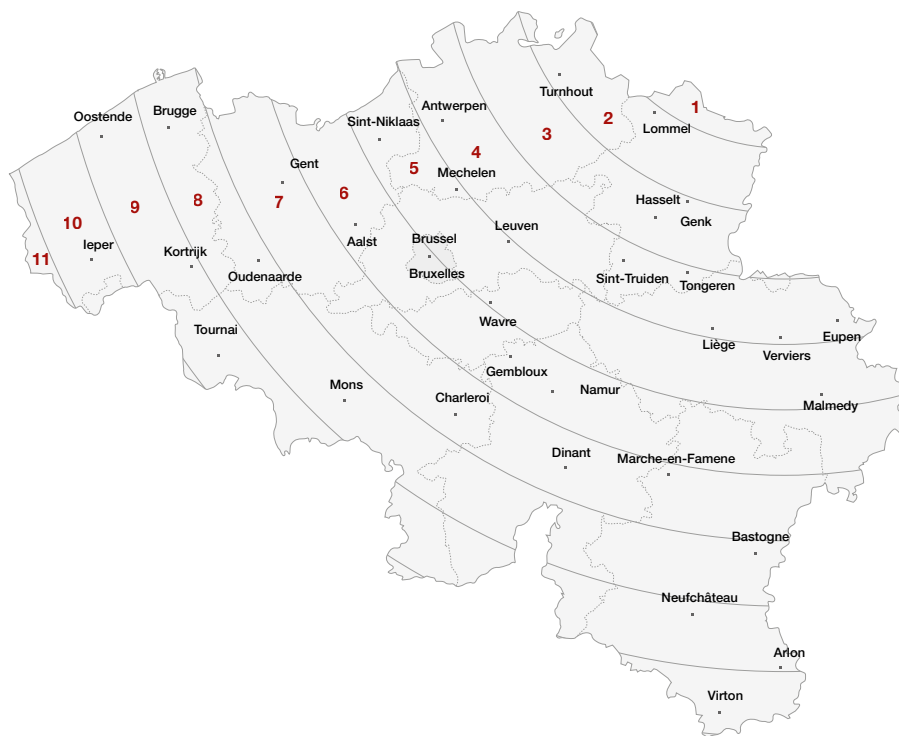 Turnhout
Antwerpen
1
Oostende
Brugge
2
Sint-Niklaas
Lommel
3
4
Gent
5
Mechelen
6
Hasselt
8
7
9
10
Genk
Leuven
Ieper
Kortrijk
Aalst
Brussel
11
Bruxelles
Oudenaarde
Sint-Truiden
Tongeren
Wavre
Tournai
Eupen
Liège
Verviers
Gembloux
Mons
Charleroi
Namur
Malmedy
Dinant
Marche-en-Famene
Bastogne
Neufchâteau
Arlon
Virton